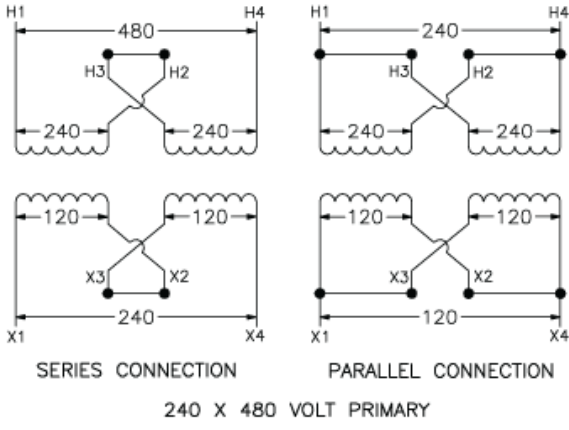 H1 H4 H1 H4
480 240
H3 H2 H3 H2
240 240 240 240
120 120 120 120
X3 X2 X3 X2
240 120
X1 X4 X1 X4
SERIES CONNECTION PARALLEL CONNECTION
240 X 480 VOLT PRIMARY